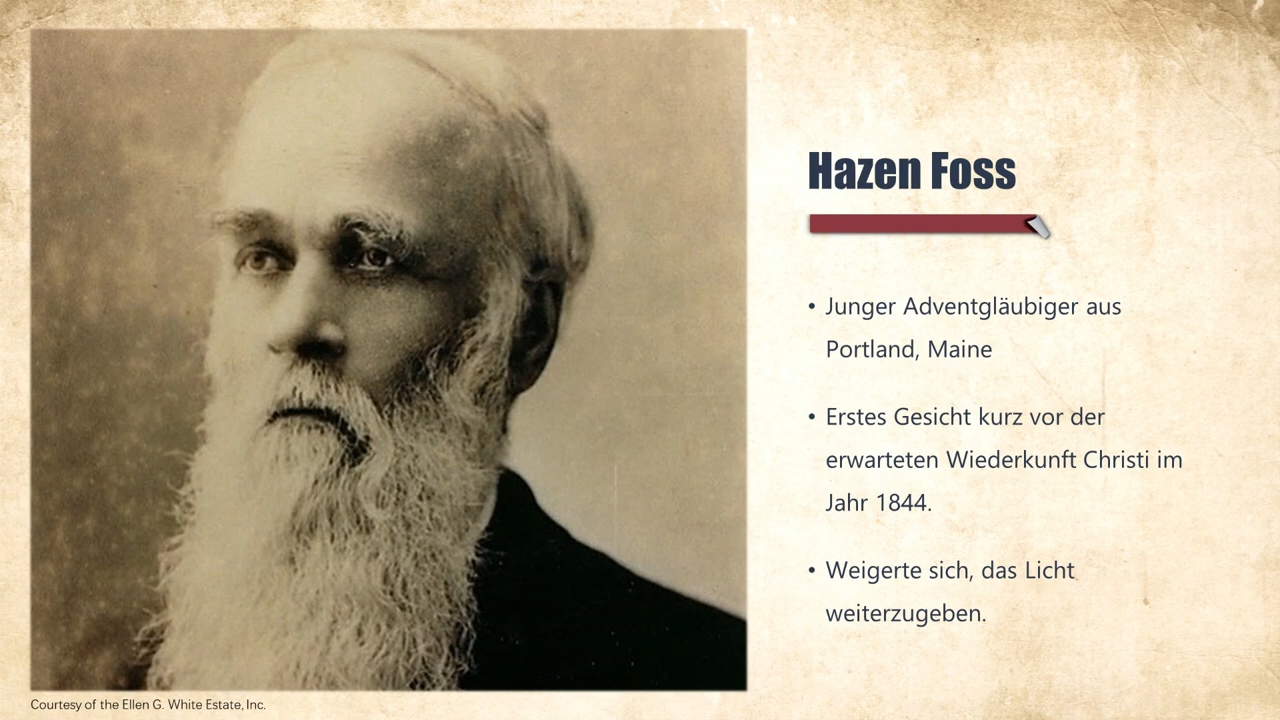 Hazen Foss
• Junger Adventgläubiger aus
Portland, Maine
• Erstes Gesicht kurz vor der
erwarteten Wiederkunft Christi im
Jahr 1844.
• Weigerte sich, das Licht
weiterzugeben.
Courtesy of the Ellen G. White Estate, Inc.